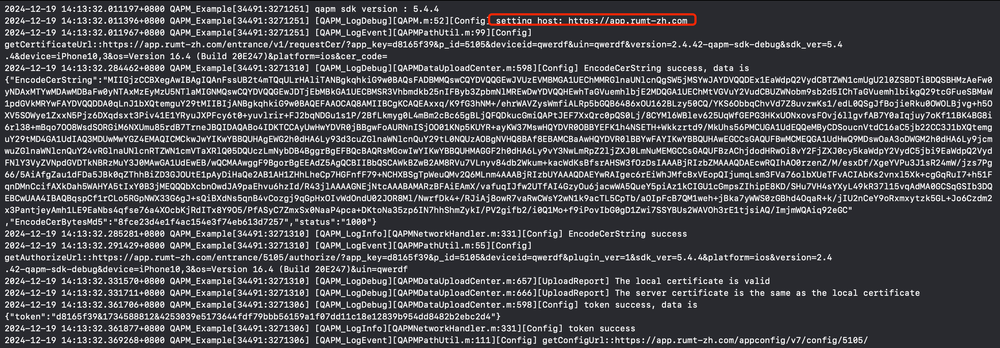 2024-12-19 14:13:32.011197+0800 QAPM_Example[34491:3271251] qapm sdk version : 5.4.4
2024-12-19 14:13:32.011396+0800 QAPM_Example[34491:3271251] [QAPM_LogDebug][QAPM.m:52][Config] setting host: https://app.rumt-zh.com
2024-12-19 14:13:32.011967+0800 QAPM_Example[34491:3271251] [QAPM_LogEvent][QAPMPathUtil.m:99][Config]
getCertificateUrl::https://app.rumt-zh.com/entrance/v1/requestCer/?app_key=d8165f39&p_id=5105&deviceid=qwerdf&uin=qwerdf&version=2.4.42-qapm-sdk-debug&sdk_ver=5.4
.4&device=iPhone10,3&os=Version 16.4 (Build 20E247)&platform=ios&cer_code=
2024-12-19 14:13:32.284462+0800 QAPM_Example[34491:3271310] [QAPM_LogDebug][QAPMDataUploadCenter.m:598][Config] EncodeCerString success, data is
{"EncodeCerString":"MIIGjzCCBXegAwIBAgIQAnFssUB2t4mTQqULrHAliTANBgkqhkiG9w0BAQsFADBMMQswCQYDVQQGEwJVUzEVMBMGA1UEChMMRGlnaUNlcnQgSW5jMSYwJAYDVQQDEx1EaWdpQ2VydCBTZWN1cmUgU2l0ZSBDTiBDQSBHMzAeFw0
yNDAxMTYwMDAwMDBaFw0yNTAxMzEyMzU5NTlaMIGNMQswCQYDVQQGEwJDTjEbMBkGA1UECBMSR3Vhbmdkb25nIFByb3ZpbmNlMREwDwYDVQQHEwhTaGVuemhlbjE2MDQGA1UEChMtVGVuY2VudCBUZWNobm9sb2d5IChTaGVuemhlbikgQ29tcGFueSBMaW
1pdGVkMRYwFAYDVQQDDA0qLnJ1bXQtemguY29tMIIBIjANBgkqhkiG9w0BAQEFAAOCAQ8AMIIBCgKCAQEAxxq/K9fG3hNM+/ehrWAVZysWmfiALRp5bGQB6486xOU162BLzy50CQ/YKS6ObbqChvVd7Z8uvzwKs1/edL0QSgJfBojieRku0OWOLBjvg+h5O
XV5SOWye1ZxxN5Pjz6DXqdsxt3Piv41E1YRyuJXPFcy6t0+yuvlrir+FJ2bqNDGu1s1P/2BfLkmyg0L4mBm2cBc65gBLjQFQDkucGmiQAPtJEF7XxQrc0pQS0Lj/8CYMl6WBlev625UqWfGEPG3HKxUONxovsFOvj6llgvfAB7Y0aIqjuy7oKf11BK4BG8i
6rl38+mBqo7OO8WsdSORGiM6NXUmu85rdB7TrneJBQIDAQABo4IDKTCCAyUwHwYDVR0jBBgwFoAURNnISjOO01KNp5KUYR+ayKW37MswHQYDVR0OBBYEFK1h4NSETH+Wkkzrtd9/MkUhs56PMCUGA1UdEQQeMByCDSoucnVtdC16aC5jb22CC3J1bXQtemg
uY29tMD4GA1UdIAQ3MDUwMwYGZ4EMAQICMCkwJwYIKwYBBQUHAgEWG2h0dHA6Ly93d3cuZGlnaWNlcnQuY29tL0NQUzAOBgNVHQ8BAf8EBAMCBaAwHQYDVR0lBBYwFAYIKwYBBQUHAwEGCCsGAQUFBwMCMEQGA1UdHwQ9MDswOaA3oDWGM2h0dHA6Ly9jcm
wuZGlnaWNlcnQuY24vRGlnaUNlcnRTZWN1cmVTaXRlQ05DQUczLmNybDB4BggrBgEFBQcBAQRsMGowIwYIKwYBBQUHMAGGF2h0dHA6Ly9vY3NwLmRpZ2ljZXJ0LmNuMEMGCCsGAQUFBzAChjdodHRwOi8vY2FjZXJ0cy5kaWdpY2VydC5jbi9EaWdpQ2Vyd
FNlY3VyZVNpdGVDTkNBRzMuY3J0MAwGA1UdEwEB/wQCMAAwggF9BgorBgEEAdZ5AgQCBIIBbQSCAWkBZwB2AM8RVu7VLnyv84db2Wkum+kacWdKsBfsrAHSW3fOzDsIAAABjRIzbZMAAAQDAEcwRQIhAO0rzenZ/M/esxDf/XgeYVPu3J1sR24mW/jzs7Pg
66/5AiAfgZau1dFDa5JBk0qZThhBiZD3GJOUtE1pAyDiHaQe2AB1AH1ZHhLheCp7HGFnfF79+NCHXBSgTpWeuQMv2Q6MLnm4AAABjRIzbUYAAAQDAEYwRAIgec6rEiWhJMfcBxVEopQIjumqLsm3FVa76olbXUeTFvACIAbKs2vnxl5Xk+cgGqRuI7+h51F
qnDMnCcifAXkDah5WAHYA5tIxY0B3jMEQQQbXcbnOwdJA9paEhvu6hzId/R43jlAAAAGNEjNtcAAABAMARzBFAiEAmX/vafuqIJfw2UTfAI4GzyOu6jacwWA5QueY5piAz1kCIGU1cGmpsZIhipE8KD/SHu7VH4sYXyL49kR37l15vqAdMA0GCSqGSIb3DQ
EBCwUAA4IBAQBqspCf1rCLo5RGpNWX33G6gJ+sQiBXdNs5qnB4vCozgj9qGpHxOIvWdOndU02JOR8Ml/NwrfDk4+/RJiAj8owR7vaRwCWsY2wN1k9acTL5CpTb/aOIpFcB7QM1weh+jBka7yWWS0zGBhd4OqaR+k/jIU2nCeY9oRxmxytzk5GL+Jo6Czdm2
x3PantjeyAmh1LE9EaNbs4qfse76a4XOcbKjRdITx8Y9O5/PfASyC7ZmxSx0NaaP4pca+DKtoNa35zp6IN7hhShmZykI/PV2gifb2/i0Q1Mo+f9iPovIbG0gD1Zwi7SSYBUs2WAVOh3rE1tjsiAQ/ImjmWQAiq92eGC"
,"EncodeCerBytesMd5":"8fce23d4e1f4ac154e3f74eb613d7257","status":"1000"}
2024-12-19 14:13:32.285281+0800 QAPM_Example[34491:3271310] [QAPM_LogInfo][QAPMNetworkHandler.m:331][Config] EncodeCerString success
2024-12-19 14:13:32.291429+0800 QAPM_Example[34491:3271310] [QAPM_LogEvent][QAPMPathUtil.m:55][Config]
getAuthorizeUrl::https://app.rumt-zh.com/entrance/5105/authorize/?app_key=d8165f39&p_id=5105&deviceid=qwerdf&plugin_ver=1&sdk_ver=5.4.4&platform=ios&version=2.4
.42-qapm-sdk-debug&device=iPhone10,3&os=Version 16.4 (Build 20E247)&uin=qwerdf
2024-12-19 14:13:32.331570+0800 QAPM_Example[34491:3271310] [QAPM_LogDebug][QAPMDataUploadCenter.m:657][UploadReport] The local certificate is valid
2024-12-19 14:13:32.331711+0800 QAPM_Example[34491:3271310] [QAPM_LogDebug][QAPMDataUploadCenter.m:666][UploadReport] The server certificate is the same as the local certificate
2024-12-19 14:13:32.361706+0800 QAPM_Example[34491:3271306] [QAPM_LogDebug][QAPMDataUploadCenter.m:598][Config] token success, data is
{"token":"d8165f39&1734588812&4253039e5173644fdf79bbb56159a1f07dd11c18e12839b954dd8482b2ebc2d4"}
2024-12-19 14:13:32.361877+0800 QAPM_Example[34491:3271306] [QAPM_LogInfo][QAPMNetworkHandler.m:331][Config] token success
2024-12-19 14:13:32.369268+0800 QAPM_Example[34491:3271306] [QAPM_LogEvent][QAPMPathUtil.m:111][Config] getConfigUrl::https://app.rumt-zh.com/appconfig/v7/config/5105/